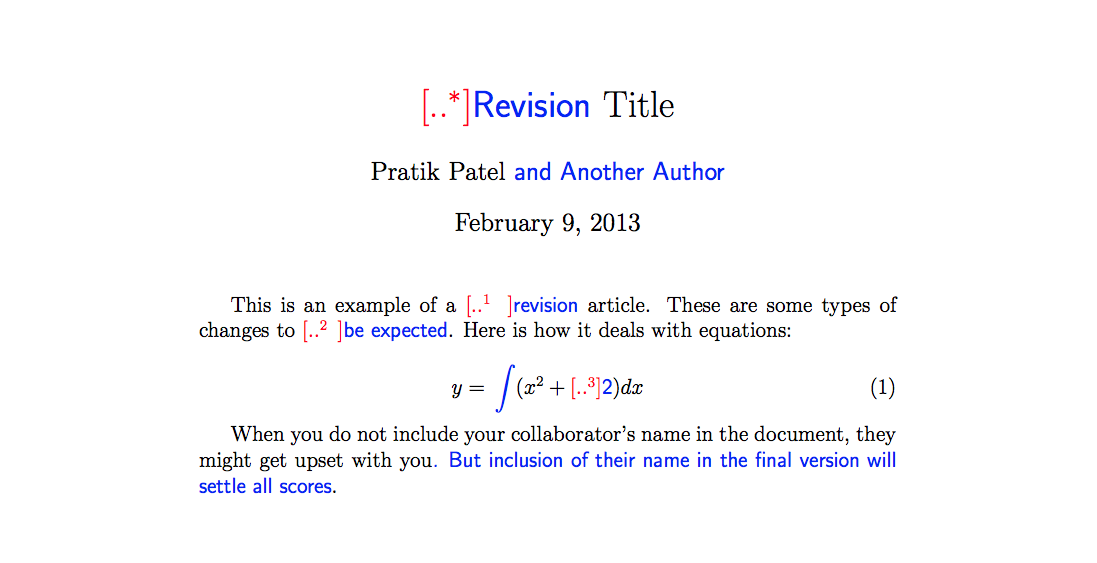 [..*]Revision Title
Pratik Patel and Another Author
February 9, 2013
This is an example of a [..¹ ]revision article. These are some types of
changes to [..² ]be expected. Here is how it deals with equations:
y = ∫(x² + [..³]2)dx (1)
When you do not include your collaborator's name in the document, they
might get upset with you. But inclusion of their name in the final version will
settle all scores.